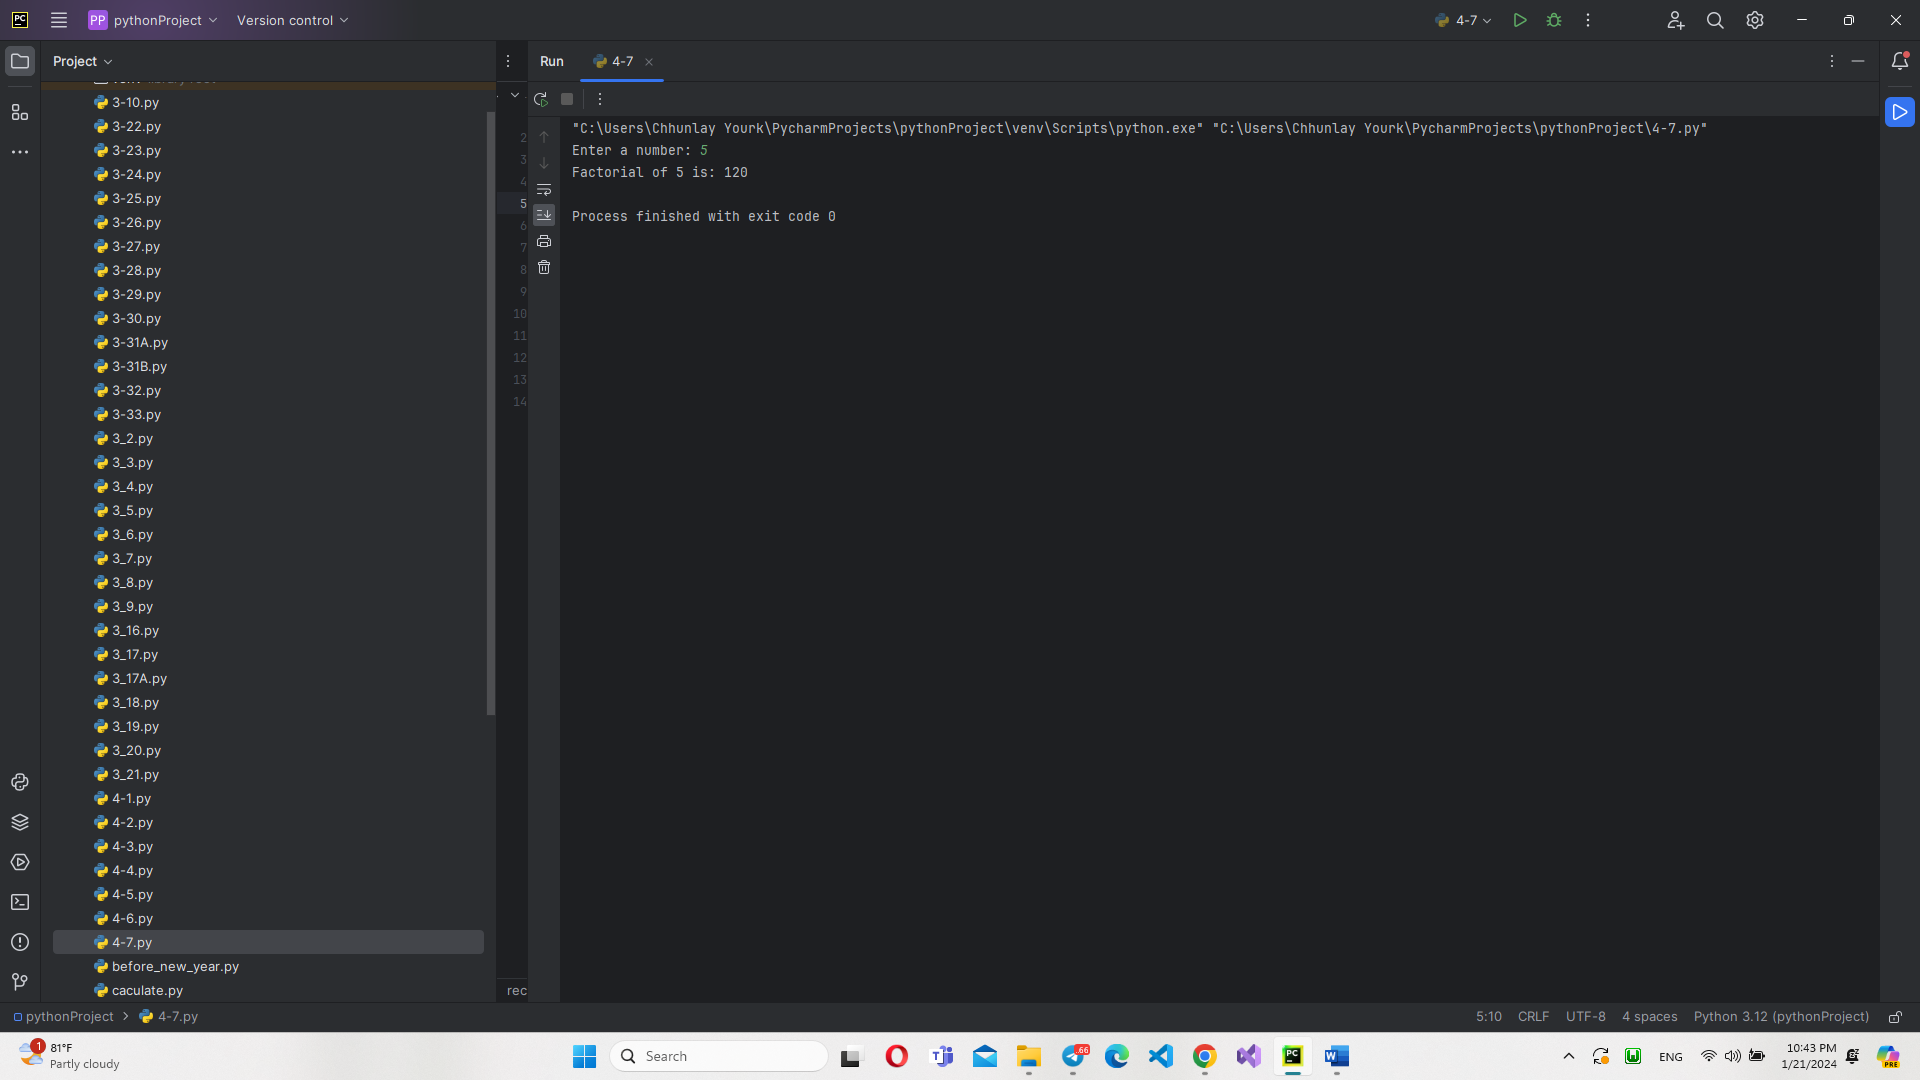 PC
PP pythonProject
Version control
4-7
Project
Run
4-7
3-10.py
3-22.py
3-23.py
3-24.py
3-25.py
3-26.py
3-27.py
3-28.py
3-29.py
3-30.py
3-31A.py
3-31B.py
3-32.py
3-33.py
3_2.py
3_3.py
3_4.py
3_5.py
3_6.py
3_7.py
3_8.py
3_9.py
3_16.py
3_17.py
3_17A.py
3_18.py
3_19.py
3_20.py
3_21.py
4-1.py
4-2.py
4-3.py
4-4.py
4-5.py
4-6.py
4-7.py
before_new_year.py
caculate.py
2
3
4
5
6
7
8
9
10
11
12
13
14
rec
"C:\Users\Chhunlay Yourk\PycharmProjects\pythonProject\venv\Scripts\python.exe" "C:\Users\Chhunlay Yourk\PycharmProjects\pythonProject\4-7.py"
Enter a number: 5
Factorial of 5 is: 120
Process finished with exit code 0
pythonProject > 4-7.py
5:10 CRLF UTF-8 4 spaces Python 3.12 (pythonProject)
1
81°F
Partly cloudy
Search
66
PC
ENG
10:43 PM
1/21/2024
PRE